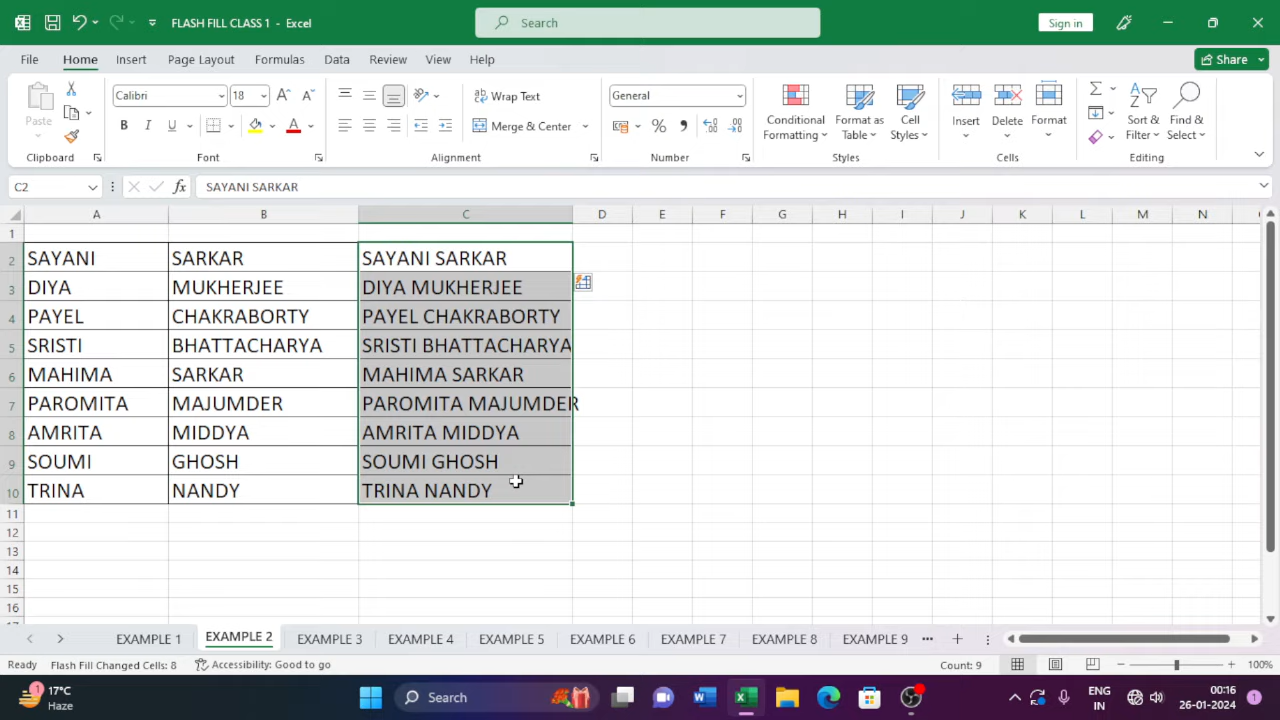 FLASH FILL CLASS 1 - Excel
Search
Sign in
File Home Insert Page Layout Formulas Data Review View Help
Share
Paste
Calibri 18
B I U
Wrap Text
Merge & Center
General
Conditional Formatting
Format as Table
Cell Styles
Insert
Delete
Format
Sort & Filter
Find & Select
Clipboard Font Alignment Number Styles Cells Editing
C2 fx SAYANI SARKAR
A B C D E F G H I J K L M N
1
2 SAYANI SARKAR SAYANI SARKAR
3 DIYA MUKHERJEE DIYA MUKHERJEE
4 PAYEL CHAKRABORTY PAYEL CHAKRABORTY
5 SRISTI BHATTACHARYA SRISTI BHATTACHARYA
6 MAHIMA SARKAR MAHIMA SARKAR
7 PAROMITA MAJUMDER PAROMITA MAJUMDER
8 AMRITA MIDDYA AMRITA MIDDYA
9 SOUMI GHOSH SOUMI GHOSH
10 TRINA NANDY TRINA NANDY
11
12
13
14
15
16
EXAMPLE 1 EXAMPLE 2 EXAMPLE 3 EXAMPLE 4 EXAMPLE 5 EXAMPLE 6 EXAMPLE 7 EXAMPLE 8 EXAMPLE 9
Ready Flash Fill Changed Cells: 8 Accessibility: Good to go Count: 9 100%
1 17°C
Haze
Search
ENG
IN
00:16
26-01-2024
1